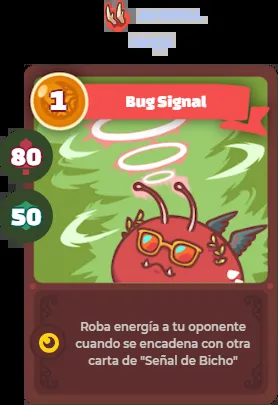 1
Bug Signal
80
50
Roba energía a tu oponente
cuando se encadena con otra
carta de "Señal de Bicho"